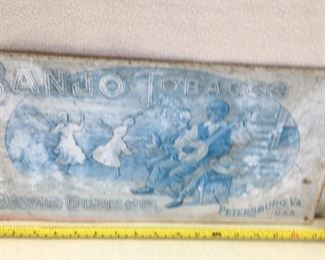 BANJO TOBACCO
DAVID DUNLOP,
PETERSBURG, VA.
U.S.A.